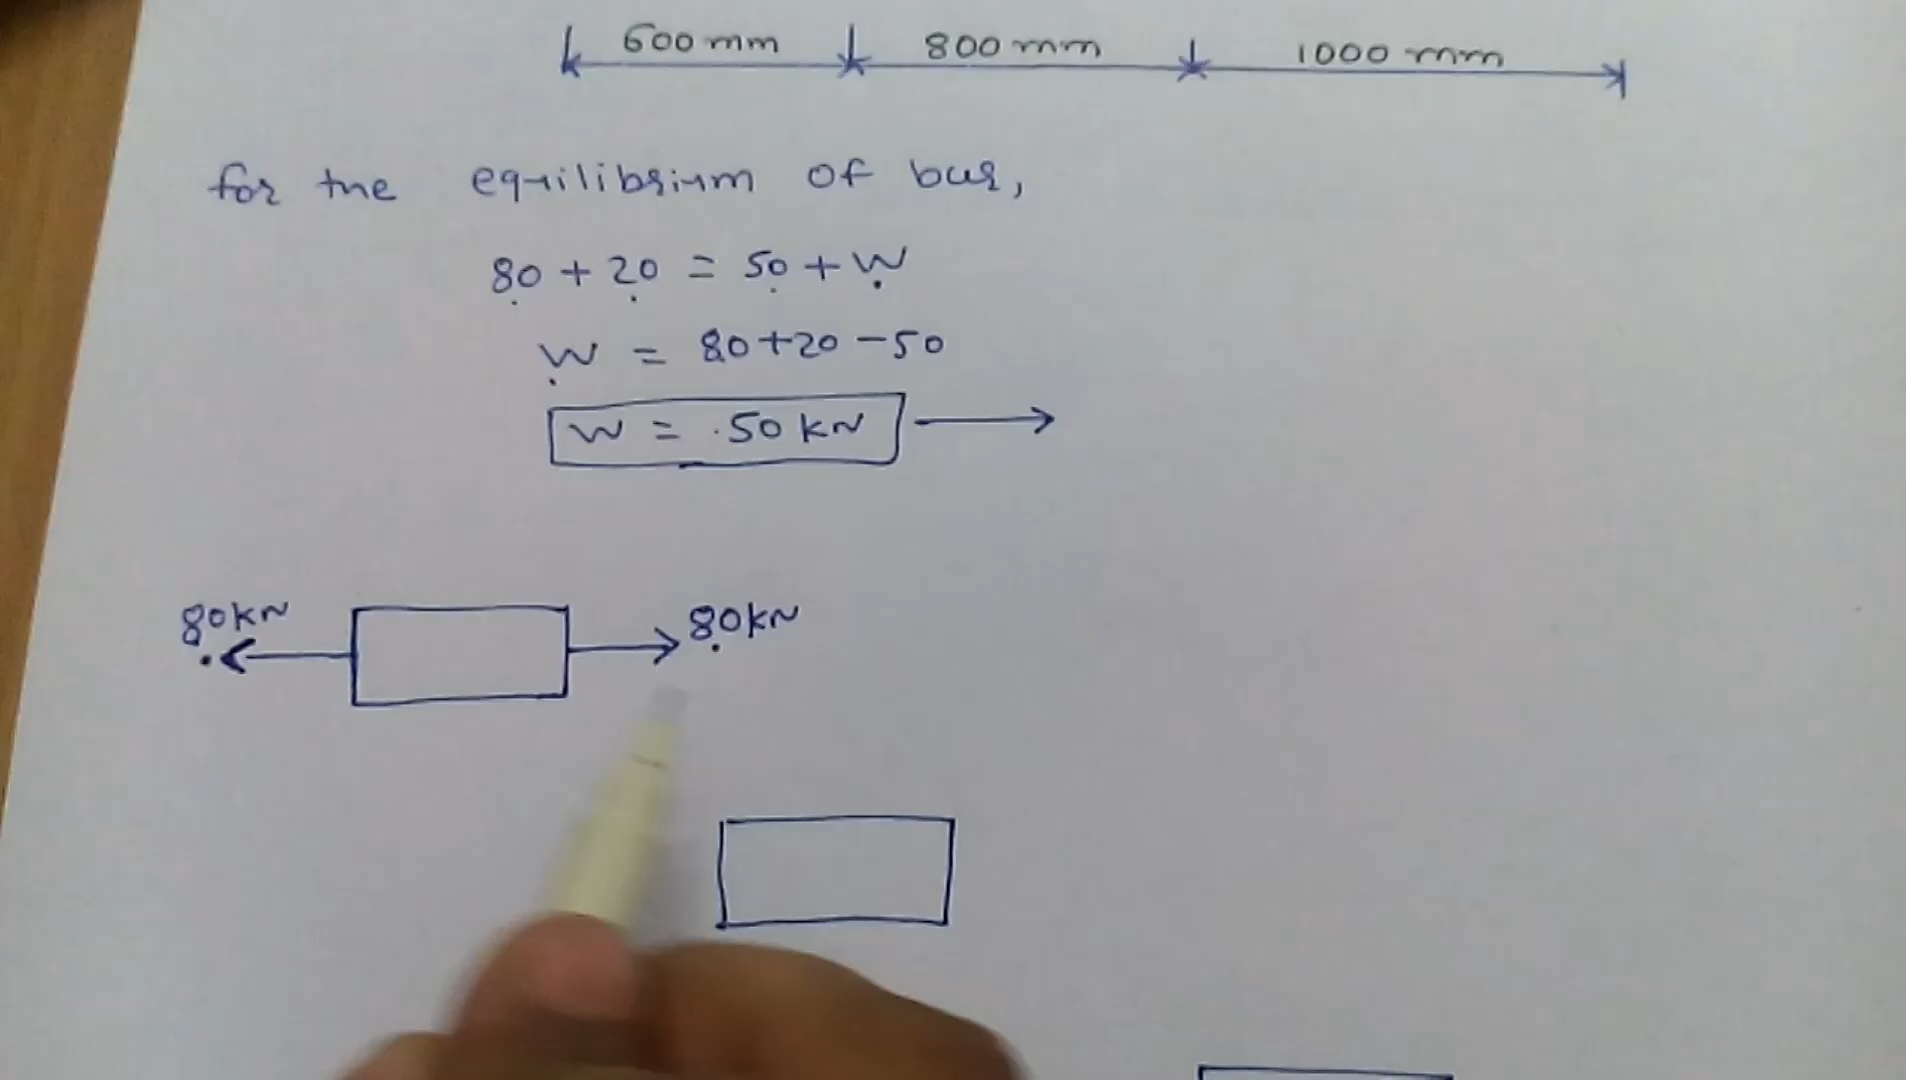 600 mm 800 mm 1000 mm
for the equilibrium of bar,
80 + 20 = 50 + W
W = 80+20-50
W = 50 kN
80kN 80kN